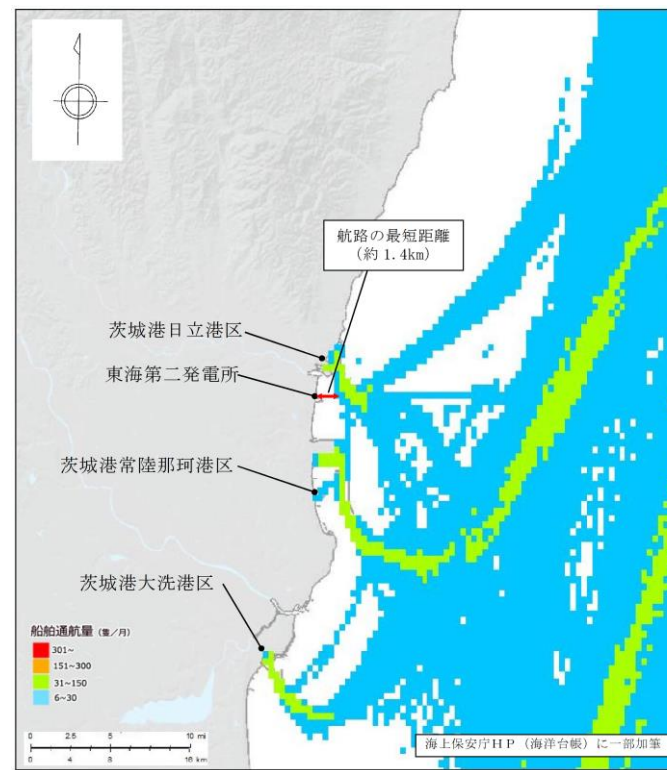 航路の最短距離
(約 1.4km)
茨城港日立港区
東海第二発電所
茨城港常陸那珂港区
茨城港大洗港区
船舶通航量 (隻/月)
301~
151~300
31~150
6~30
0 2.5 5 10 mi
0 4 8 16 km
海上保安庁HP (海洋台帳) に一部加筆